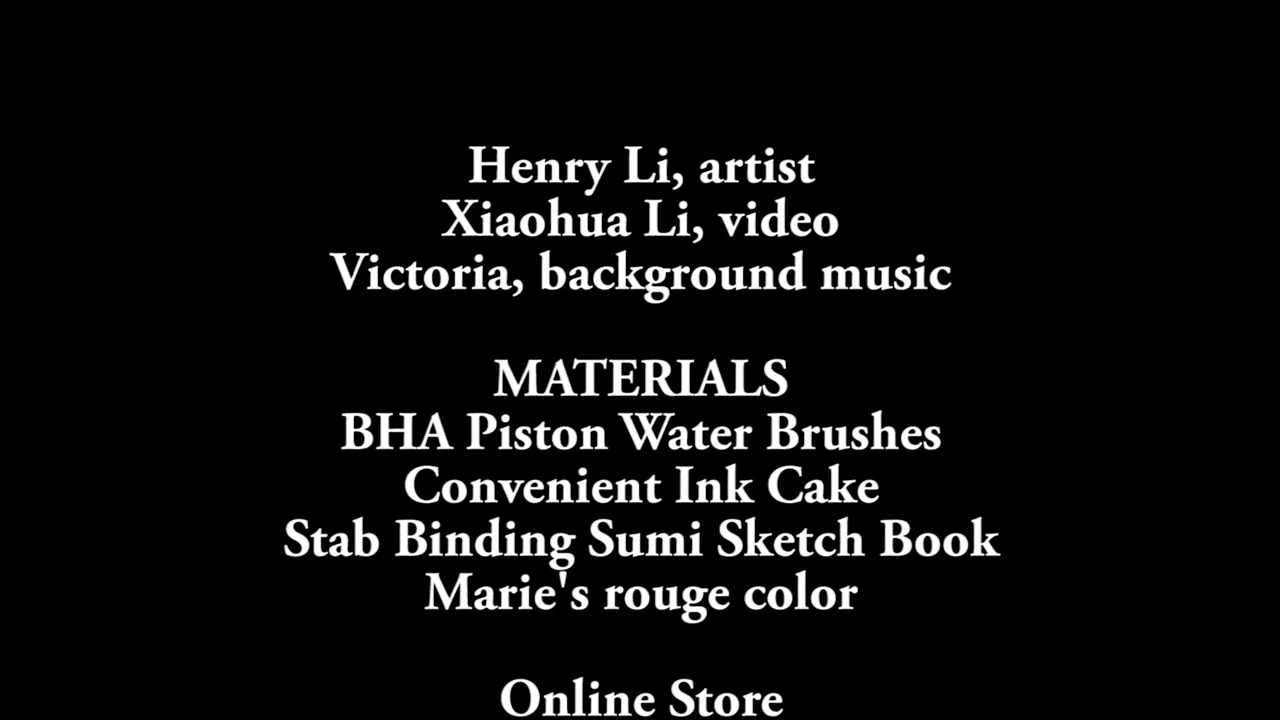 Henry Li, artist
Xiaohua Li, video
Victoria, background music
MATERIALS
BHA Piston Water Brushes
Convenient Ink Cake
Stab Binding Sumi Sketch Book
Marie's rouge color
Online Store